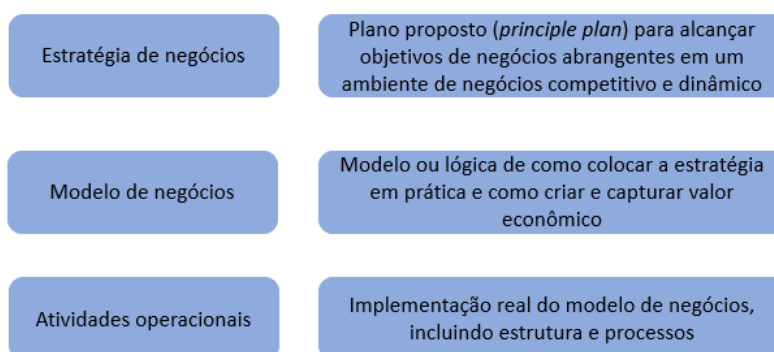 Estratégia de negócios
Plano proposto (principle plan) para alcançar
objetivos de negócios abrangentes em um
ambiente de negócios competitivo e dinâmico
Modelo de negócios
Modelo ou lógica de como colocar a estratégia
em prática e como criar e capturar valor
econômico
Atividades operacionais
Implementação real do modelo de negócios,
incluindo estrutura e processos